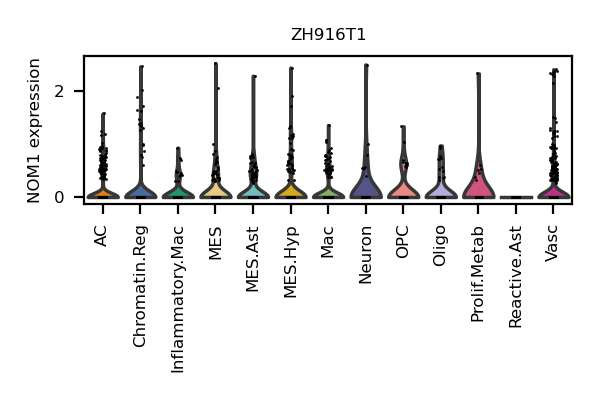 ZH916T1
NOM1 expression
2
0
AC
Chromatin.Reg
Inflammatory.Mac
MES
MES.Ast
MES.Hyp
Mac
Neuron
OPC
Oligo
Prolif.Metab
Reactive.Ast
Vasc